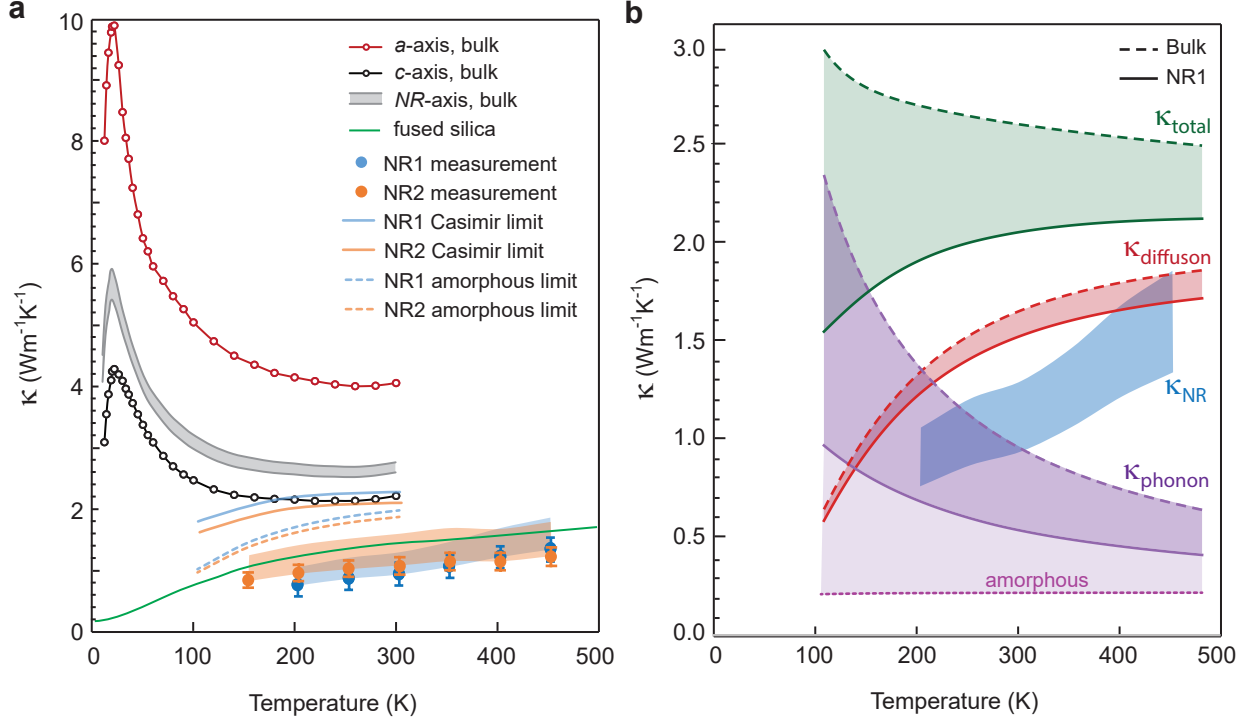 a
10
8
6
4
2
0
κ (Wm⁻¹K⁻¹)
a-axis, bulk
c-axis, bulk
NR-axis, bulk
fused silica
NR1 measurement
NR2 measurement
NR1 Casimir limit
NR2 Casimir limit
NR1 amorphous limit
NR2 amorphous limit
0 100 200 300 400 500
Temperature (K)
b
3.0
2.5
2.0
1.5
1.0
0.5
0.0
κ (Wm⁻¹K⁻¹)
Bulk
NR1
κtotal
κdiffuson
κNR
κphonon
amorphous
0 100 200 300 400 500
Temperature (K)